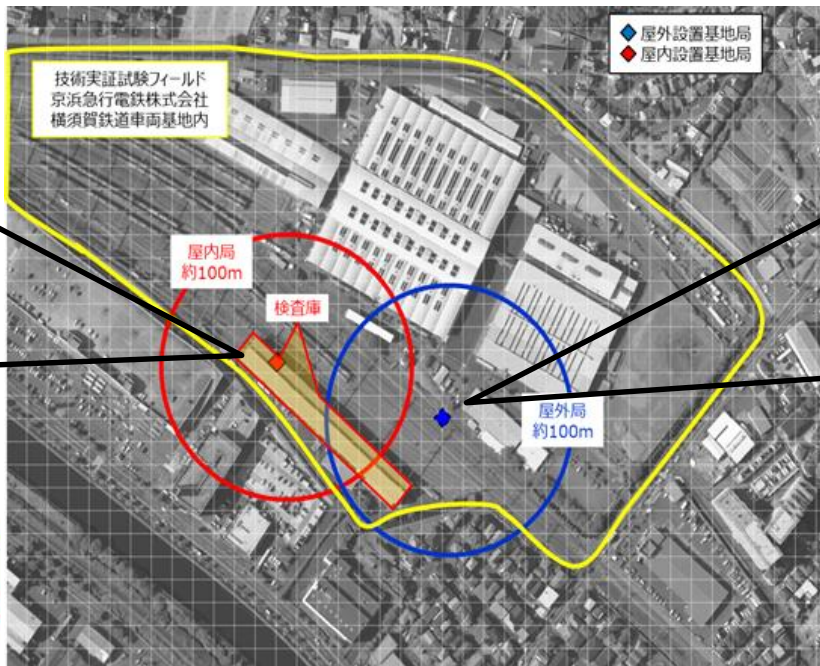 屋外設置基地局
屋内設置基地局
技術実証試験フィールド
京浜急行電鉄株式会社
横須賀鉄道車両基地内
屋内局
約100m
検査庫
屋外局
約100m